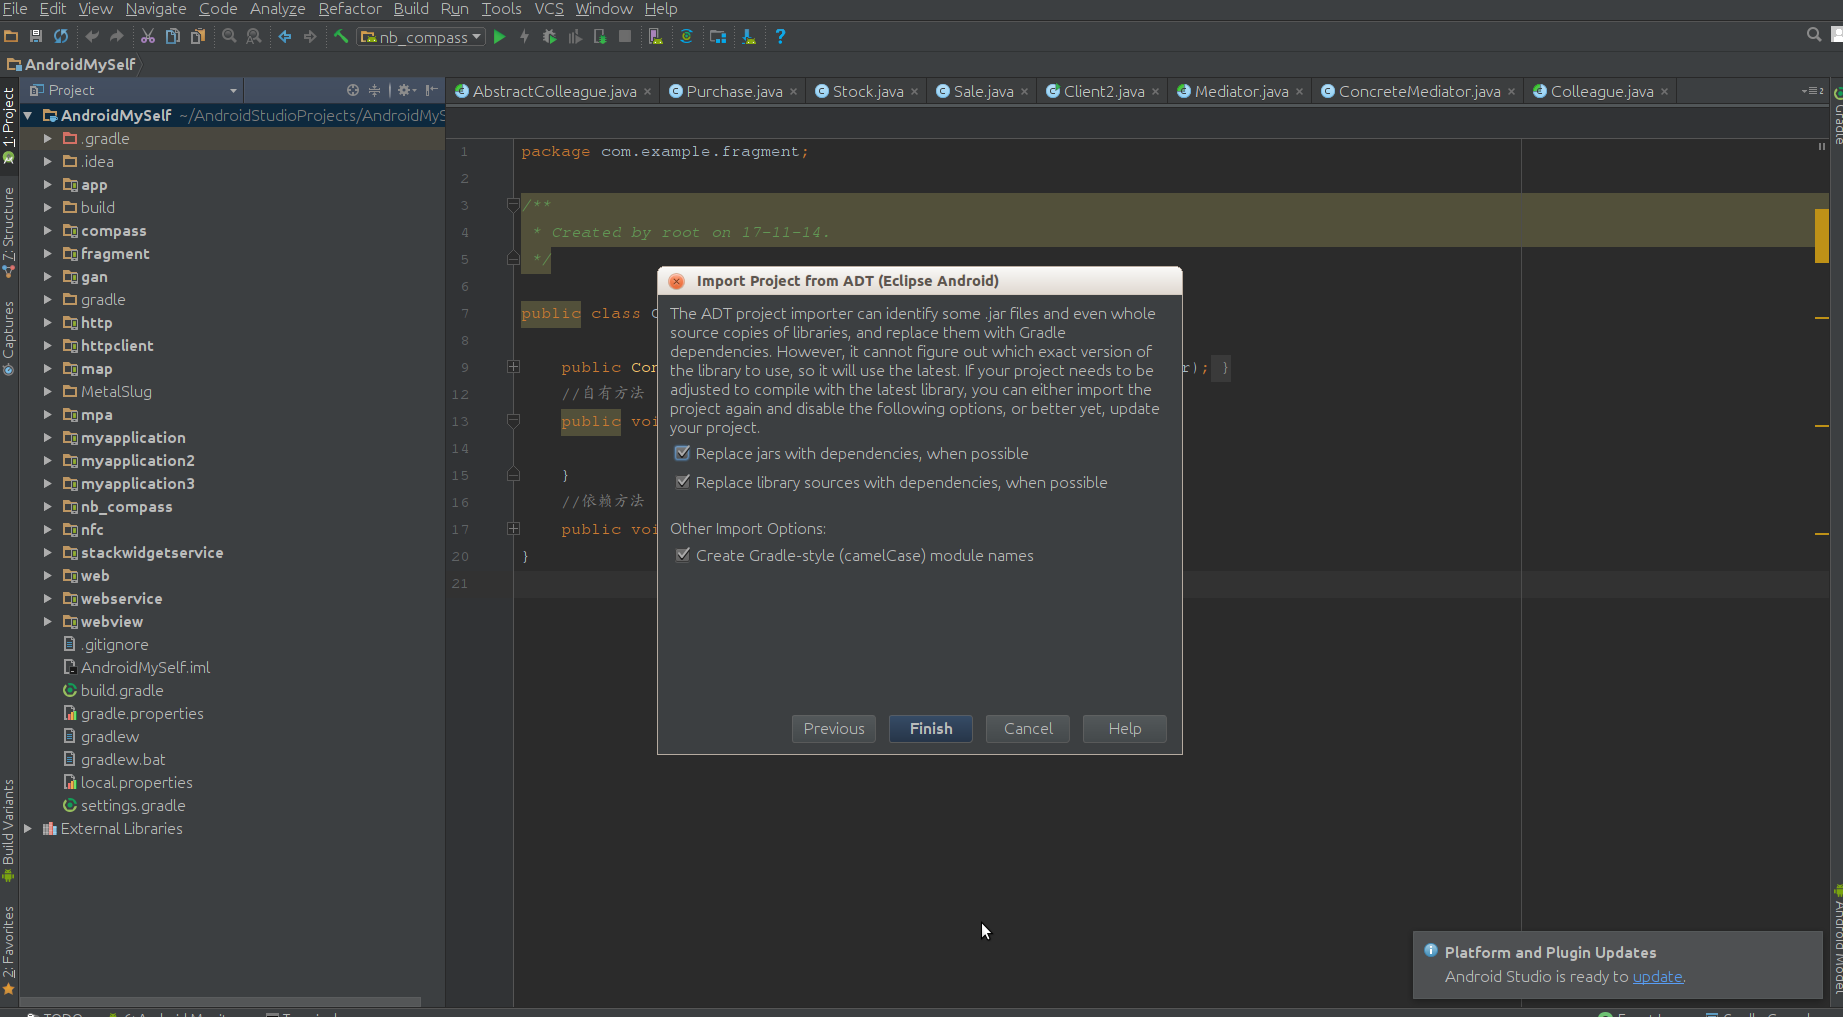 File Edit View Navigate Code Analyze Refactor Build Run Tools VCS Window Help
nb_compass
AndroidMySelf
Project
AbstractColleague.java Purchase.java Stock.java Sale.java Client2.java Mediator.java ConcreteMediator.java Colleague.java
1: Project
7: Structure
Captures
Build Variants
2: Favorites
AndroidMySelf ~/AndroidStudioProjects/AndroidMyS
.gradle
.idea
app
build
compass
fragment
gan
gradle
http
httpclient
map
MetalSlug
mpa
myapplication
myapplication2
myapplication3
nb_compass
nfc
stackwidgetservice
web
webservice
webview
.gitignore
AndroidMySelf.iml
build.gradle
gradle.properties
gradlew
gradlew.bat
local.properties
settings.gradle
External Libraries
1 package com.example.fragment;
2
3 /**
4 * Created by root on 17-11-14.
5 */
6
7 public class
8
9 public Con r); }
12 //自有方法
13 public voi
14
15 }
16 //依赖方法
17 public voi
20 }
21
Import Project from ADT (Eclipse Android)
The ADT project importer can identify some .jar files and even whole
source copies of libraries, and replace them with Gradle
dependencies. However, it cannot figure out which exact version of
the library to use, so it will use the latest. If your project needs to be
adjusted to compile with the latest library, you can either import the
project again and disable the following options, or better yet, update
your project.
Replace jars with dependencies, when possible
Replace library sources with dependencies, when possible
Other Import Options:
Create Gradle-style (camelCase) module names
Previous Finish Cancel Help
Platform and Plugin Updates
Android Studio is ready to update.
Gradle
Android Model